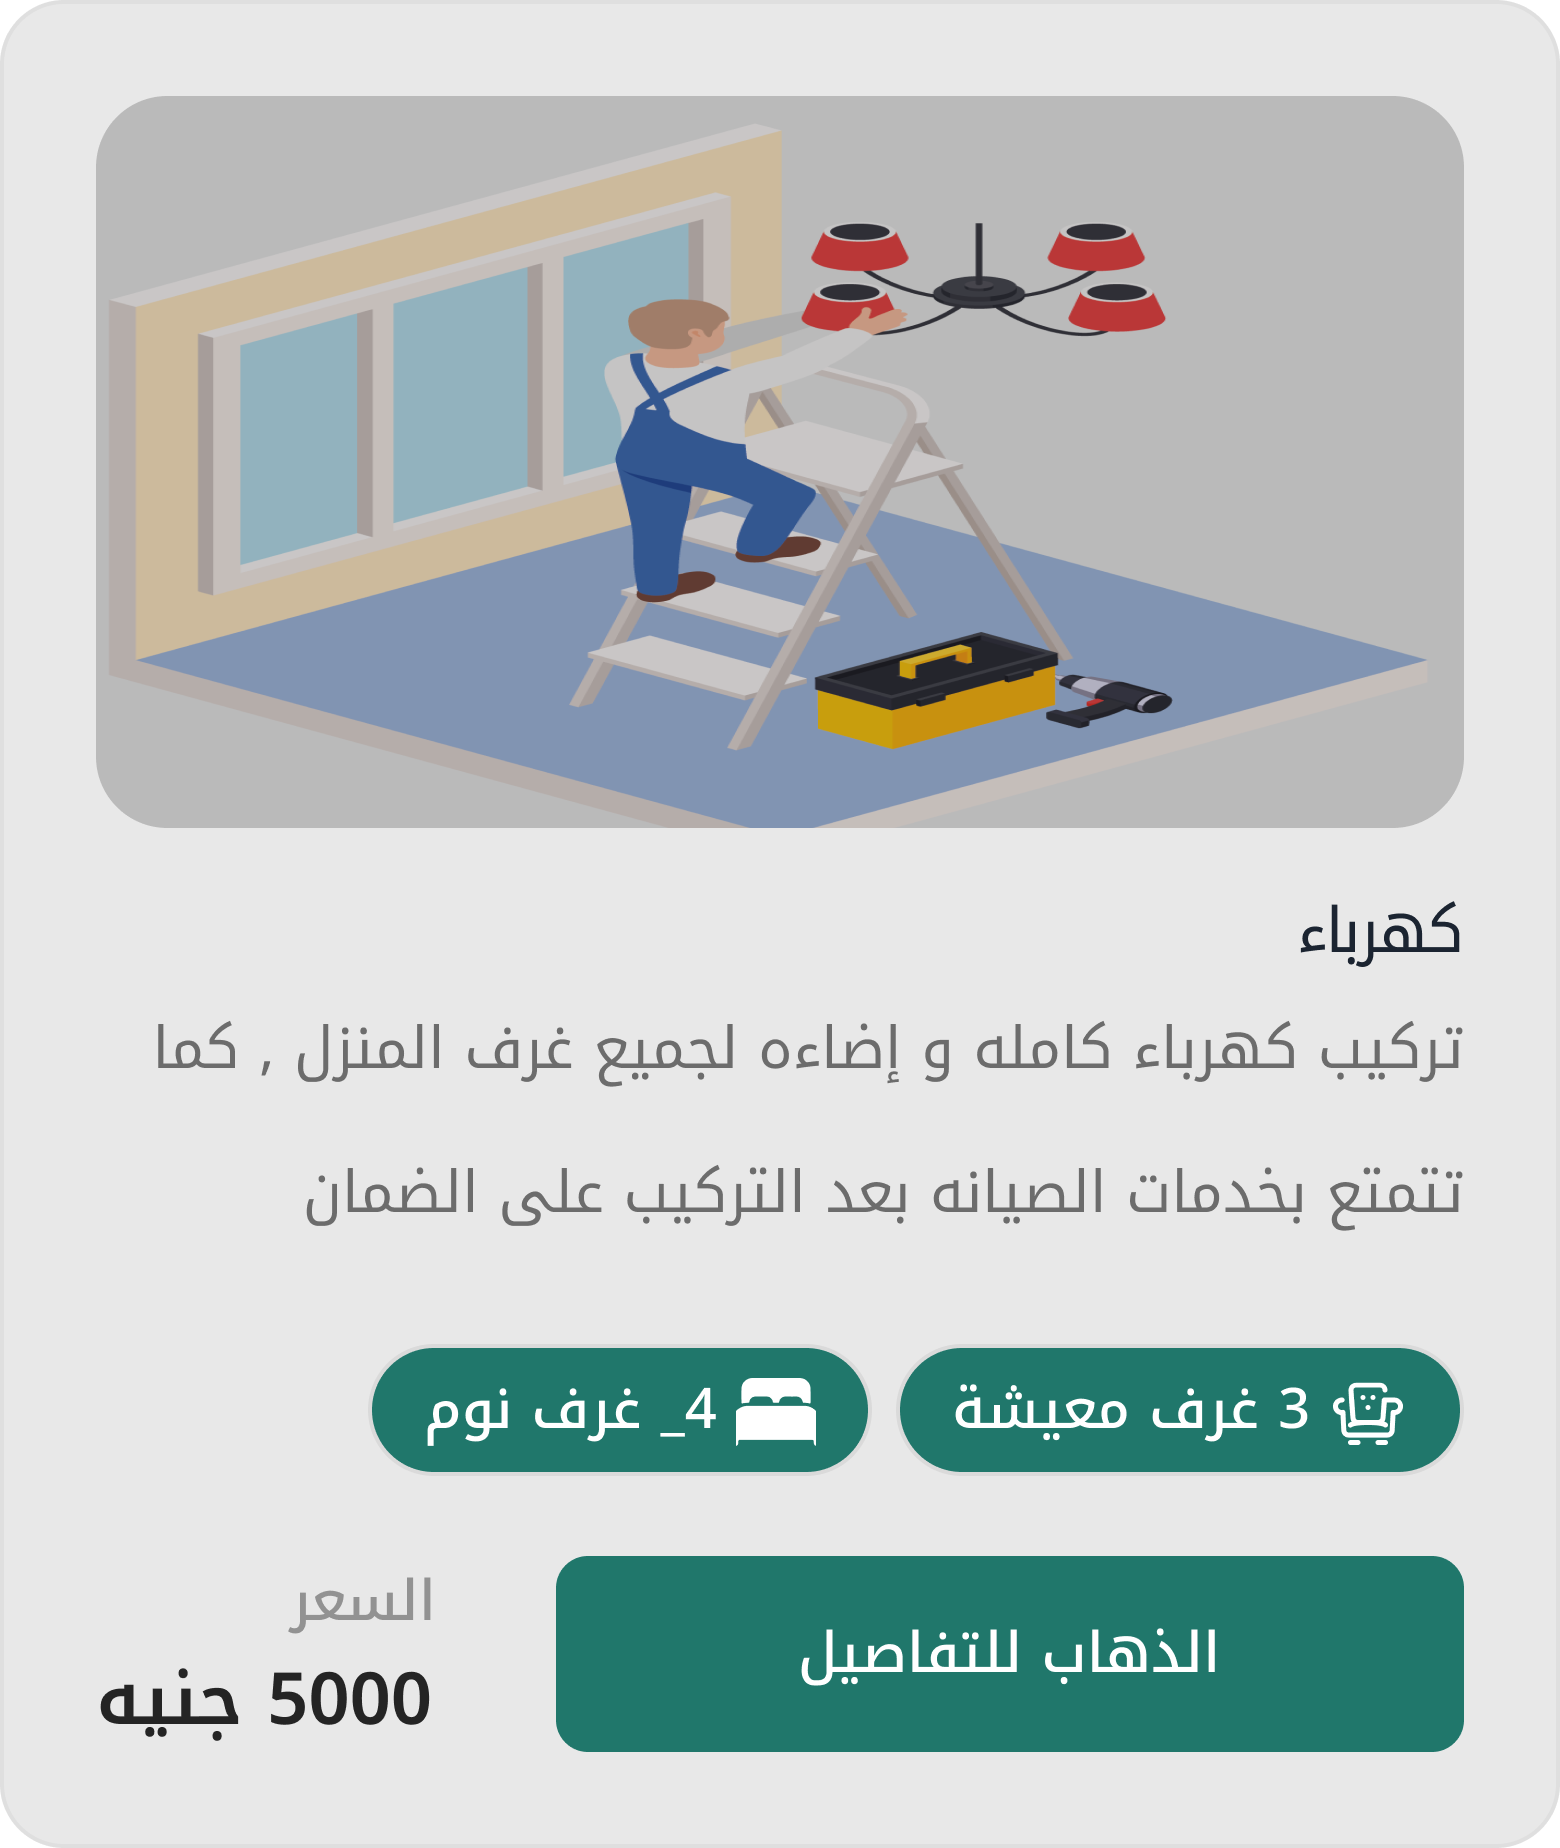 كهرباء
تركيب كهرباء كامله و إضاءه لجميع غرف المنزل , كما
تتمتع بخدمات الصيانه بعد التركيب على الضمان
3 غرف معيشة
4_ غرف نوم
الذهاب للتفاصيل
السعر
5000 جنيه